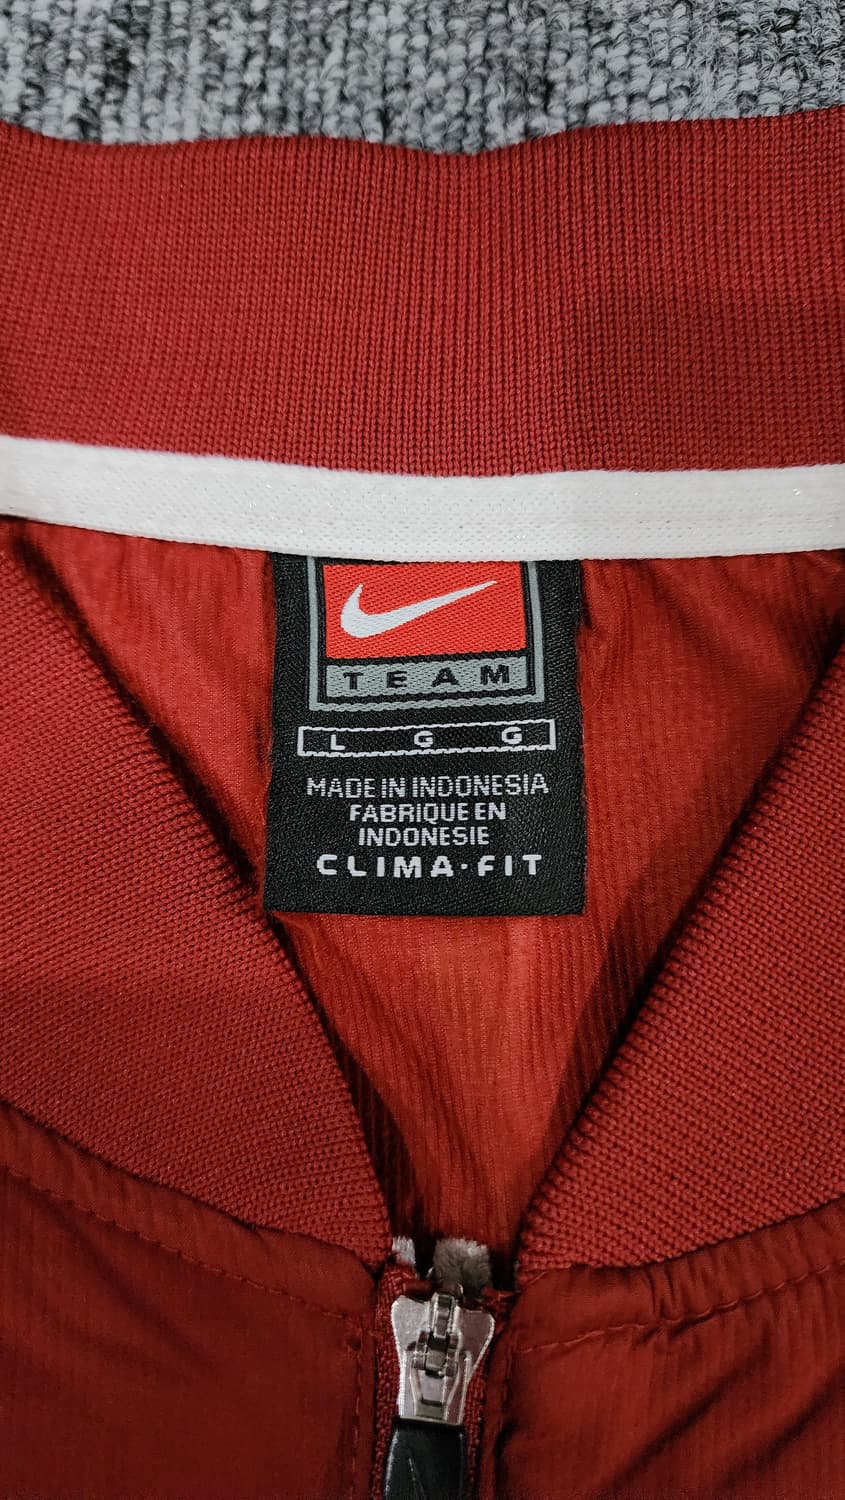 TEAM
L G G
MADE IN INDONESIA
FABRIQUE EN
INDONESIE
CLIMA·FIT